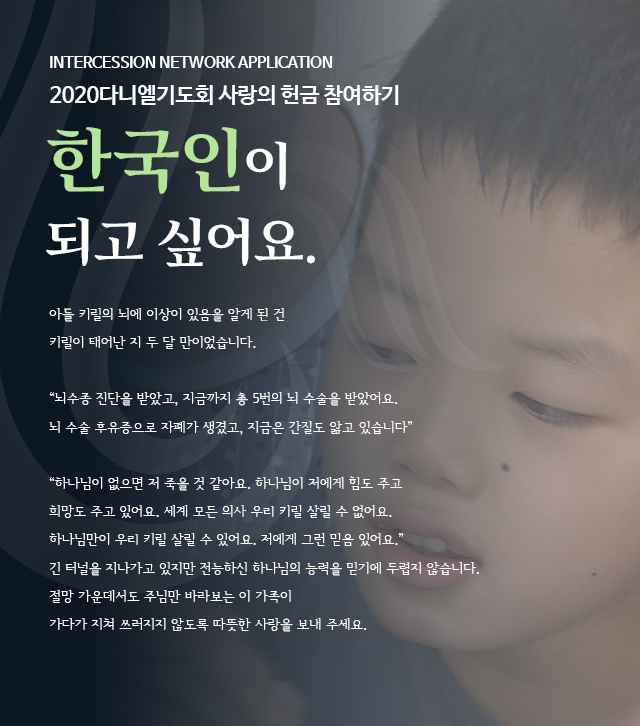 INTERCESSION NETWORK APPLICATION
2020다니엘기도회 사랑의 헌금 참여하기
한국인이
되고 싶어요.
아들 키릴의 뇌에 이상이 있음을 알게 된 건
키릴이 태어난 지 두 달 만이었습니다.
“뇌수종 진단을 받았고, 지금까지 총 5번의 뇌 수술을 받았어요.
뇌 수술 후유증으로 자폐가 생겼고, 지금은 간질도 앓고 있습니다”
“하나님이 없으면 저 죽을 것 같아요. 하나님이 저에게 힘도 주고
희망도 주고 있어요. 세계 모든 의사 우리 키릴 살릴 수 없어요.
하나님만이 우리 키릴 살릴 수 있어요. 저에게 그런 믿음 있어요.”
긴 터널을 지나가고 있지만 전능하신 하나님의 능력을 믿기에 두렵지 않습니다.
절망 가운데서도 주님만 바라보는 이 가족이
가다가 지쳐 쓰러지지 않도록 따뜻한 사랑을 보내 주세요.